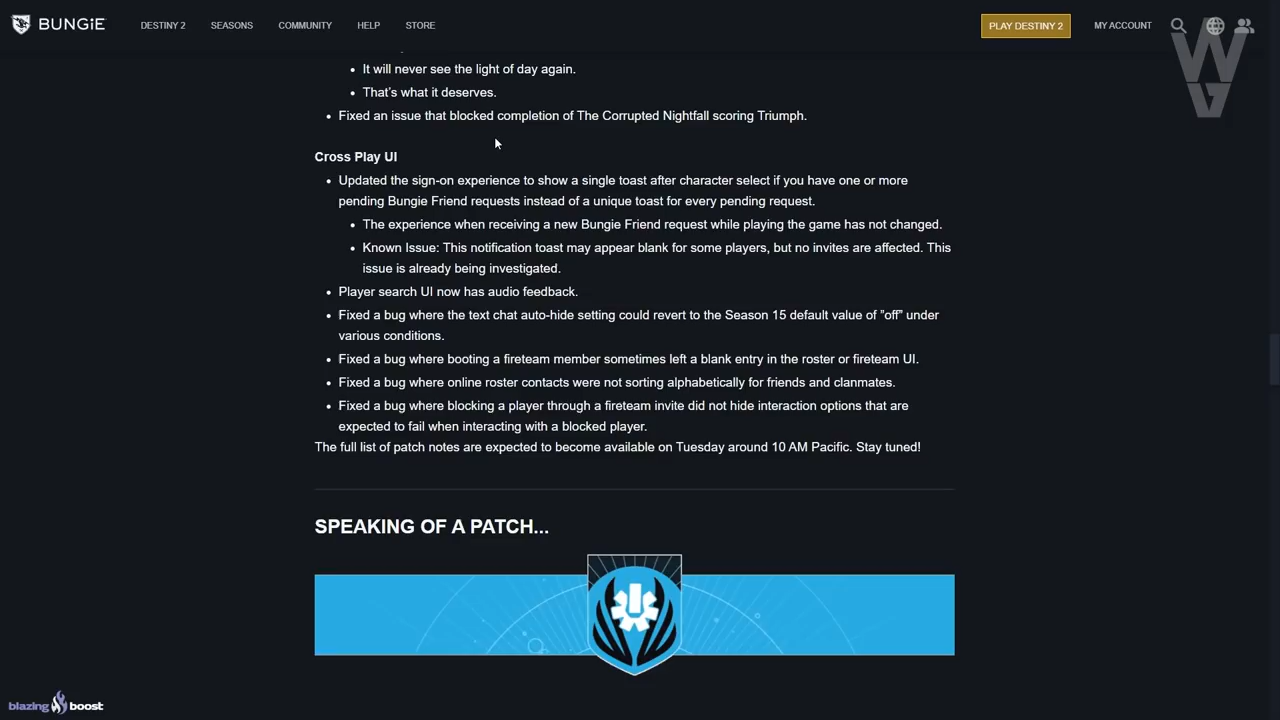 BUNGiE
DESTINY 2
SEASONS
COMMUNITY
HELP
STORE
PLAY DESTINY 2
MY ACCOUNT
It will never see the light of day again.
That's what it deserves.
Fixed an issue that blocked completion of The Corrupted Nightfall scoring Triumph.
Cross Play UI
Updated the sign-on experience to show a single toast after character select if you have one or more
pending Bungie Friend requests instead of a unique toast for every pending request.
The experience when receiving a new Bungie Friend request while playing the game has not changed.
Known Issue: This notification toast may appear blank for some players, but no invites are affected. This
issue is already being investigated.
Player search UI now has audio feedback.
Fixed a bug where the text chat auto-hide setting could revert to the Season 15 default value of "off" under
various conditions.
Fixed a bug where booting a fireteam member sometimes left a blank entry in the roster or fireteam UI.
Fixed a bug where online roster contacts were not sorting alphabetically for friends and clanmates.
Fixed a bug where blocking a player through a fireteam invite did not hide interaction options that are
expected to fail when interacting with a blocked player.
The full list of patch notes are expected to become available on Tuesday around 10 AM Pacific. Stay tuned!
SPEAKING OF A PATCH...
blazing boost